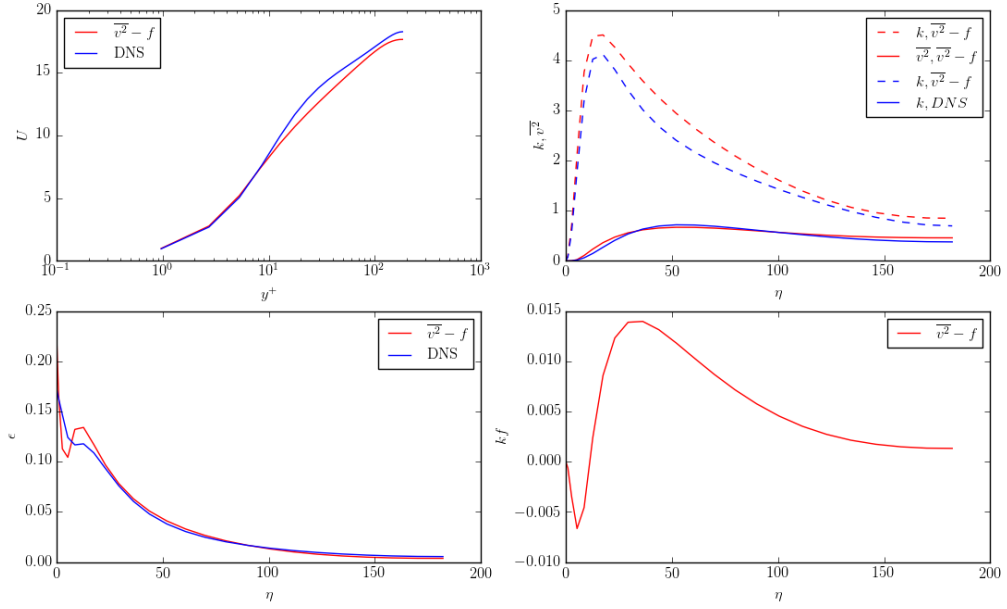 20
15
10
5
0
U
10⁻¹ 10⁰ 10¹ 10² 10³
y⁺
v̅²̅ − f
DNS
5
4
3
2
1
0
k, v̅²̅
0 50 100 150 200
η
k, v̅²̅ − f
v̅²̅, v̅²̅ − f
k, v̅²̅ − f
k, DNS
0.25
0.20
0.15
0.10
0.05
0.00
ϵ
0 50 100 150 200
η
v̅²̅ − f
DNS
0.015
0.010
0.005
0.000
−0.005
−0.010
kf
0 50 100 150 200
η
v̅²̅ − f